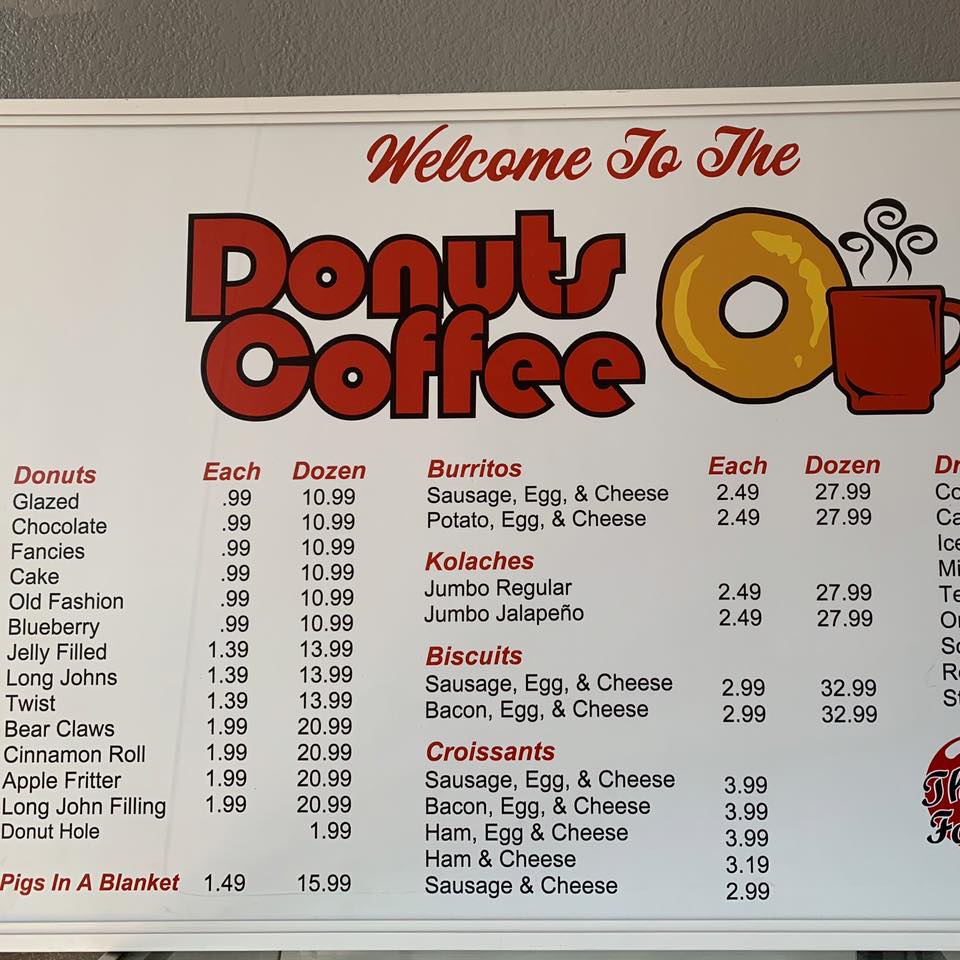 Welcome To The
Donuts
Coffee
Donuts Each Dozen
Glazed .99 10.99
Chocolate .99 10.99
Fancies .99 10.99
Cake .99 10.99
Old Fashion .99 10.99
Blueberry .99 10.99
Jelly Filled 1.39 13.99
Long Johns 1.39 13.99
Twist 1.39 13.99
Bear Claws 1.99 20.99
Cinnamon Roll 1.99 20.99
Apple Fritter 1.99 20.99
Long John Filling 1.99 20.99
Donut Hole 1.99
Pigs In A Blanket 1.49 15.99
Burritos Each Dozen
Sausage, Egg, & Cheese 2.49 27.99
Potato, Egg, & Cheese 2.49 27.99
Kolaches
Jumbo Regular 2.49 27.99
Jumbo Jalapeño 2.49 27.99
Biscuits
Sausage, Egg, & Cheese 2.99 32.99
Bacon, Egg, & Cheese 2.99 32.99
Croissants
Sausage, Egg, & Cheese 3.99
Bacon, Egg, & Cheese 3.99
Ham, Egg & Cheese 3.99
Ham & Cheese 3.19
Sausage & Cheese 2.99